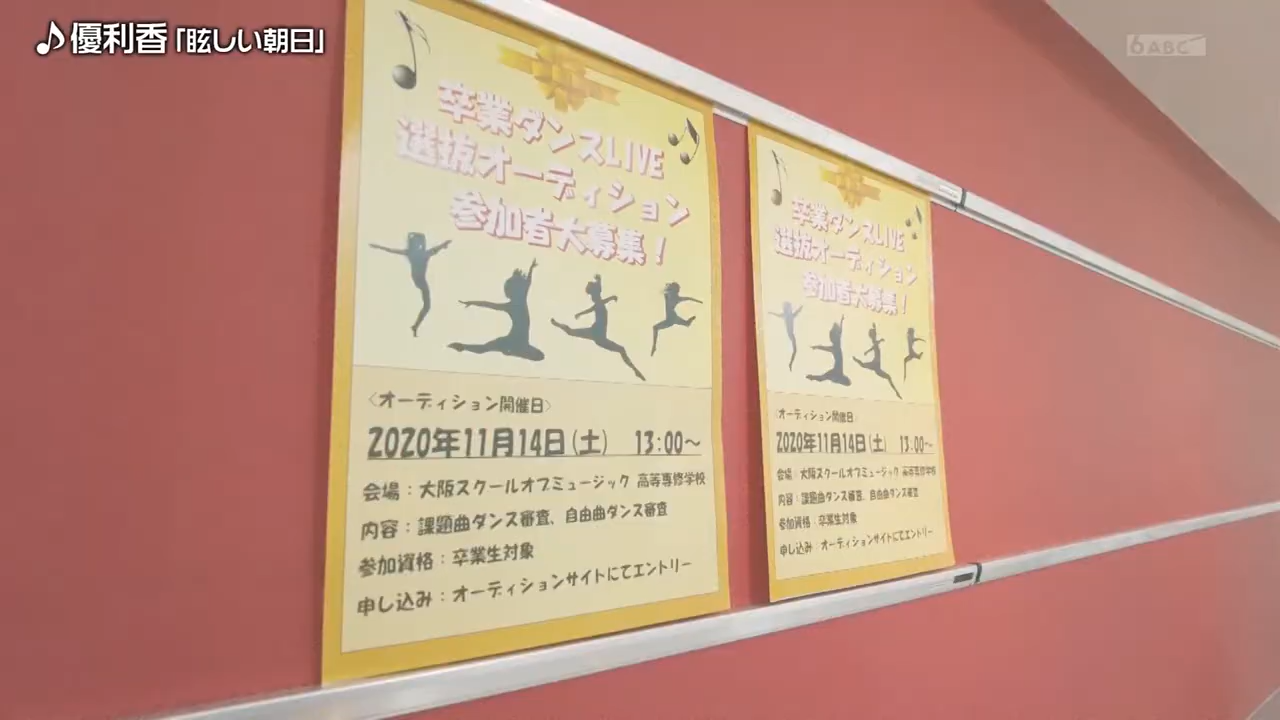 ♪優利香「眩しい朝日」
6ABC
卒業ダンスLIVE
選抜オーディション
参加者大募集！
〈オーディション開催日〉
2020年11月14日(土) 13:00～
会場：大阪スクールオブミュージック 高等専修学校
内容：課題曲ダンス審査、自由曲ダンス審査
参加資格：卒業生対象
申し込み：オーディションサイトにてエントリー
卒業ダンスLIVE
選抜オーディション
参加者大募集！
〈オーディション開催日〉
2020年11月14日(土) 13:00～
会場：大阪スクールオブミュージック 高等専修学校
内容：課題曲ダンス審査、自由曲ダンス審査
参加資格：卒業生対象
申し込み：オーディションサイトにてエントリー